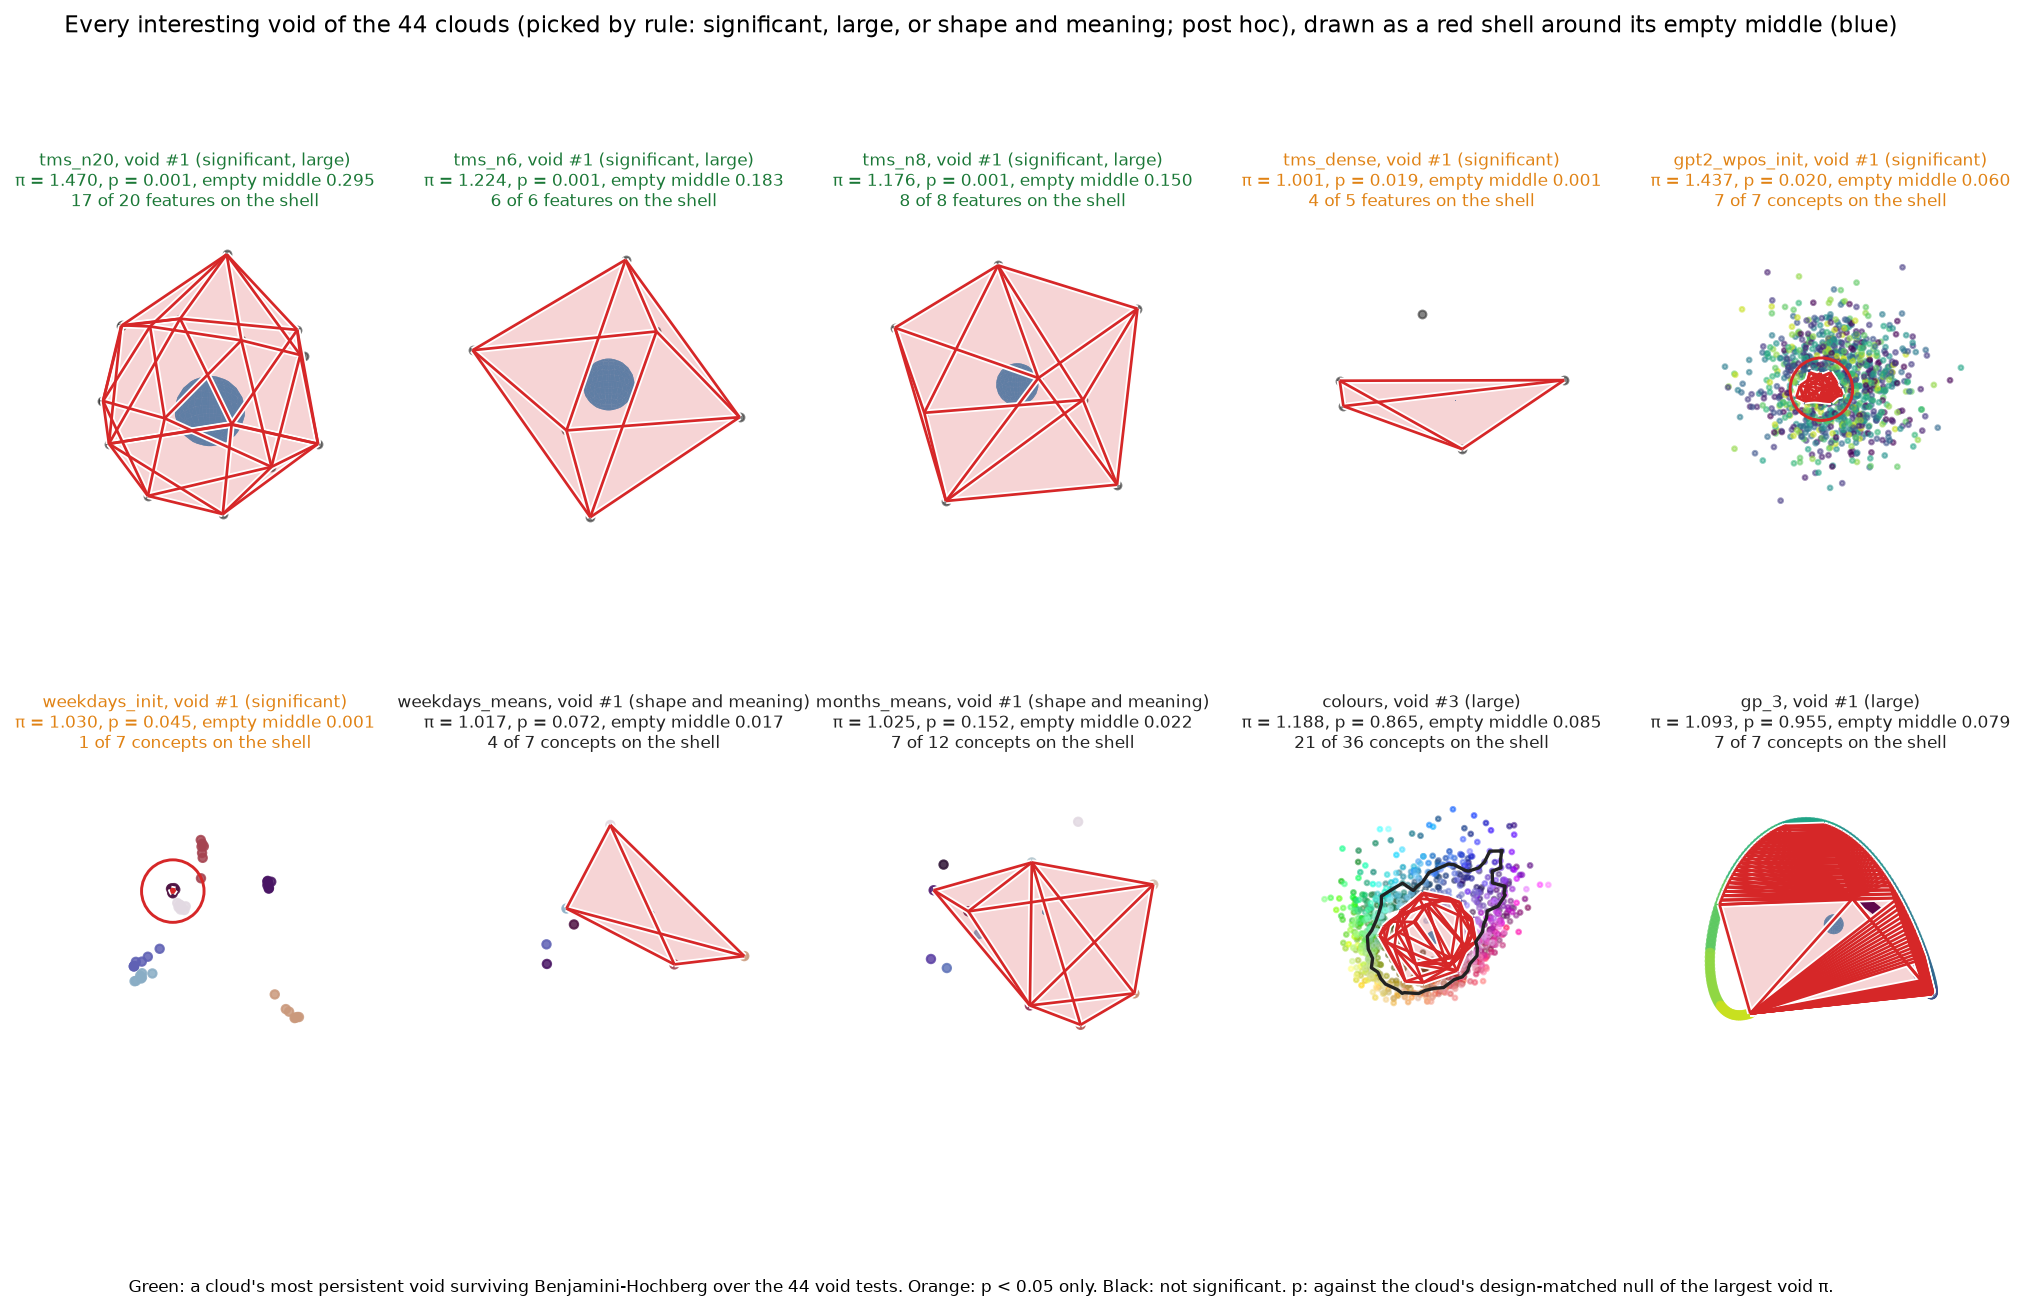 Every interesting void of the 44 clouds (picked by rule: significant, large, or shape and meaning; post hoc), drawn as a red shell around its empty middle (blue)
tms_n20, void #1 (significant, large)
π = 1.470, p = 0.001, empty middle 0.295
17 of 20 features on the shell
tms_n6, void #1 (significant, large)
π = 1.224, p = 0.001, empty middle 0.183
6 of 6 features on the shell
tms_n8, void #1 (significant, large)
π = 1.176, p = 0.001, empty middle 0.150
8 of 8 features on the shell
tms_dense, void #1 (significant)
π = 1.001, p = 0.019, empty middle 0.001
4 of 5 features on the shell
gpt2_wpos_init, void #1 (significant)
π = 1.437, p = 0.020, empty middle 0.060
7 of 7 concepts on the shell
weekdays_init, void #1 (significant)
π = 1.030, p = 0.045, empty middle 0.001
1 of 7 concepts on the shell
weekdays_means, void #1 (shape and meaning)
π = 1.017, p = 0.072, empty middle 0.017
4 of 7 concepts on the shell
months_means, void #1 (shape and meaning)
π = 1.025, p = 0.152, empty middle 0.022
7 of 12 concepts on the shell
colours, void #3 (large)
π = 1.188, p = 0.865, empty middle 0.085
21 of 36 concepts on the shell
gp_3, void #1 (large)
π = 1.093, p = 0.955, empty middle 0.079
7 of 7 concepts on the shell
Green: a cloud's most persistent void surviving Benjamini-Hochberg over the 44 void tests. Orange: p < 0.05 only. Black: not significant. p: against the cloud's design-matched null of the largest void π.